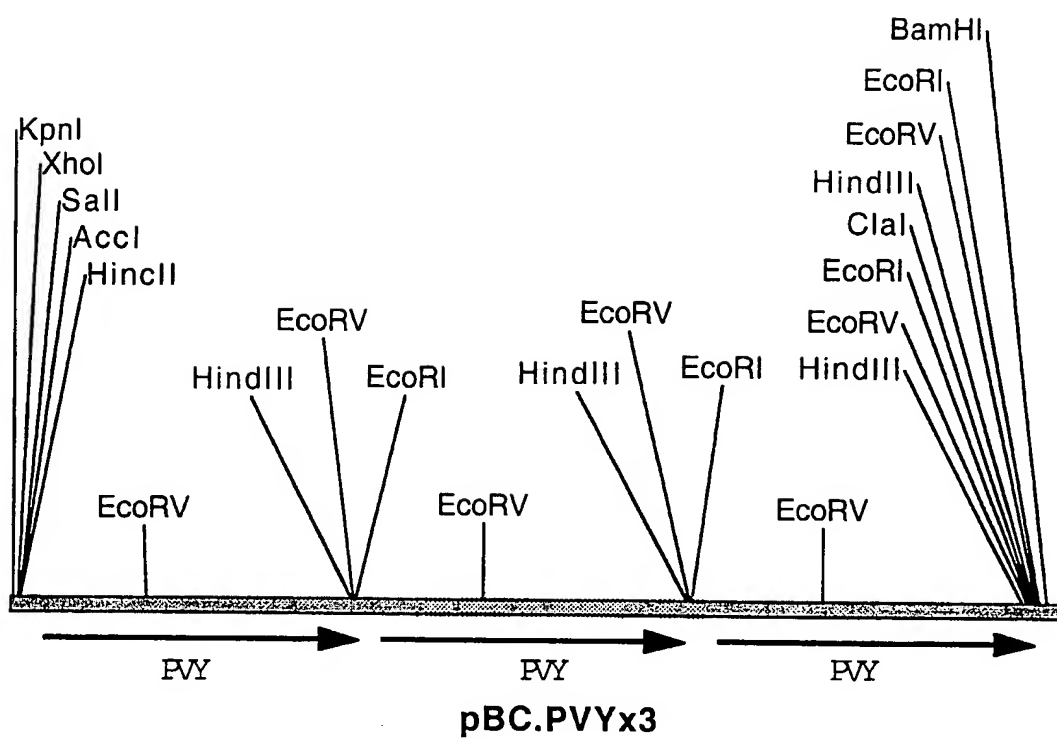 BamHI
EcoRI
KpnI
EcoRV
XhoI
HindIII
SalI
ClaI
AccI
EcoRI
HincII
EcoRV
EcoRV
EcoRV
HindIII
EcoRI
HindIII
EcoRI
HindIII
EcoRV
EcoRV
EcoRV
PVY
PVY
PVY
pBC.PVYx3